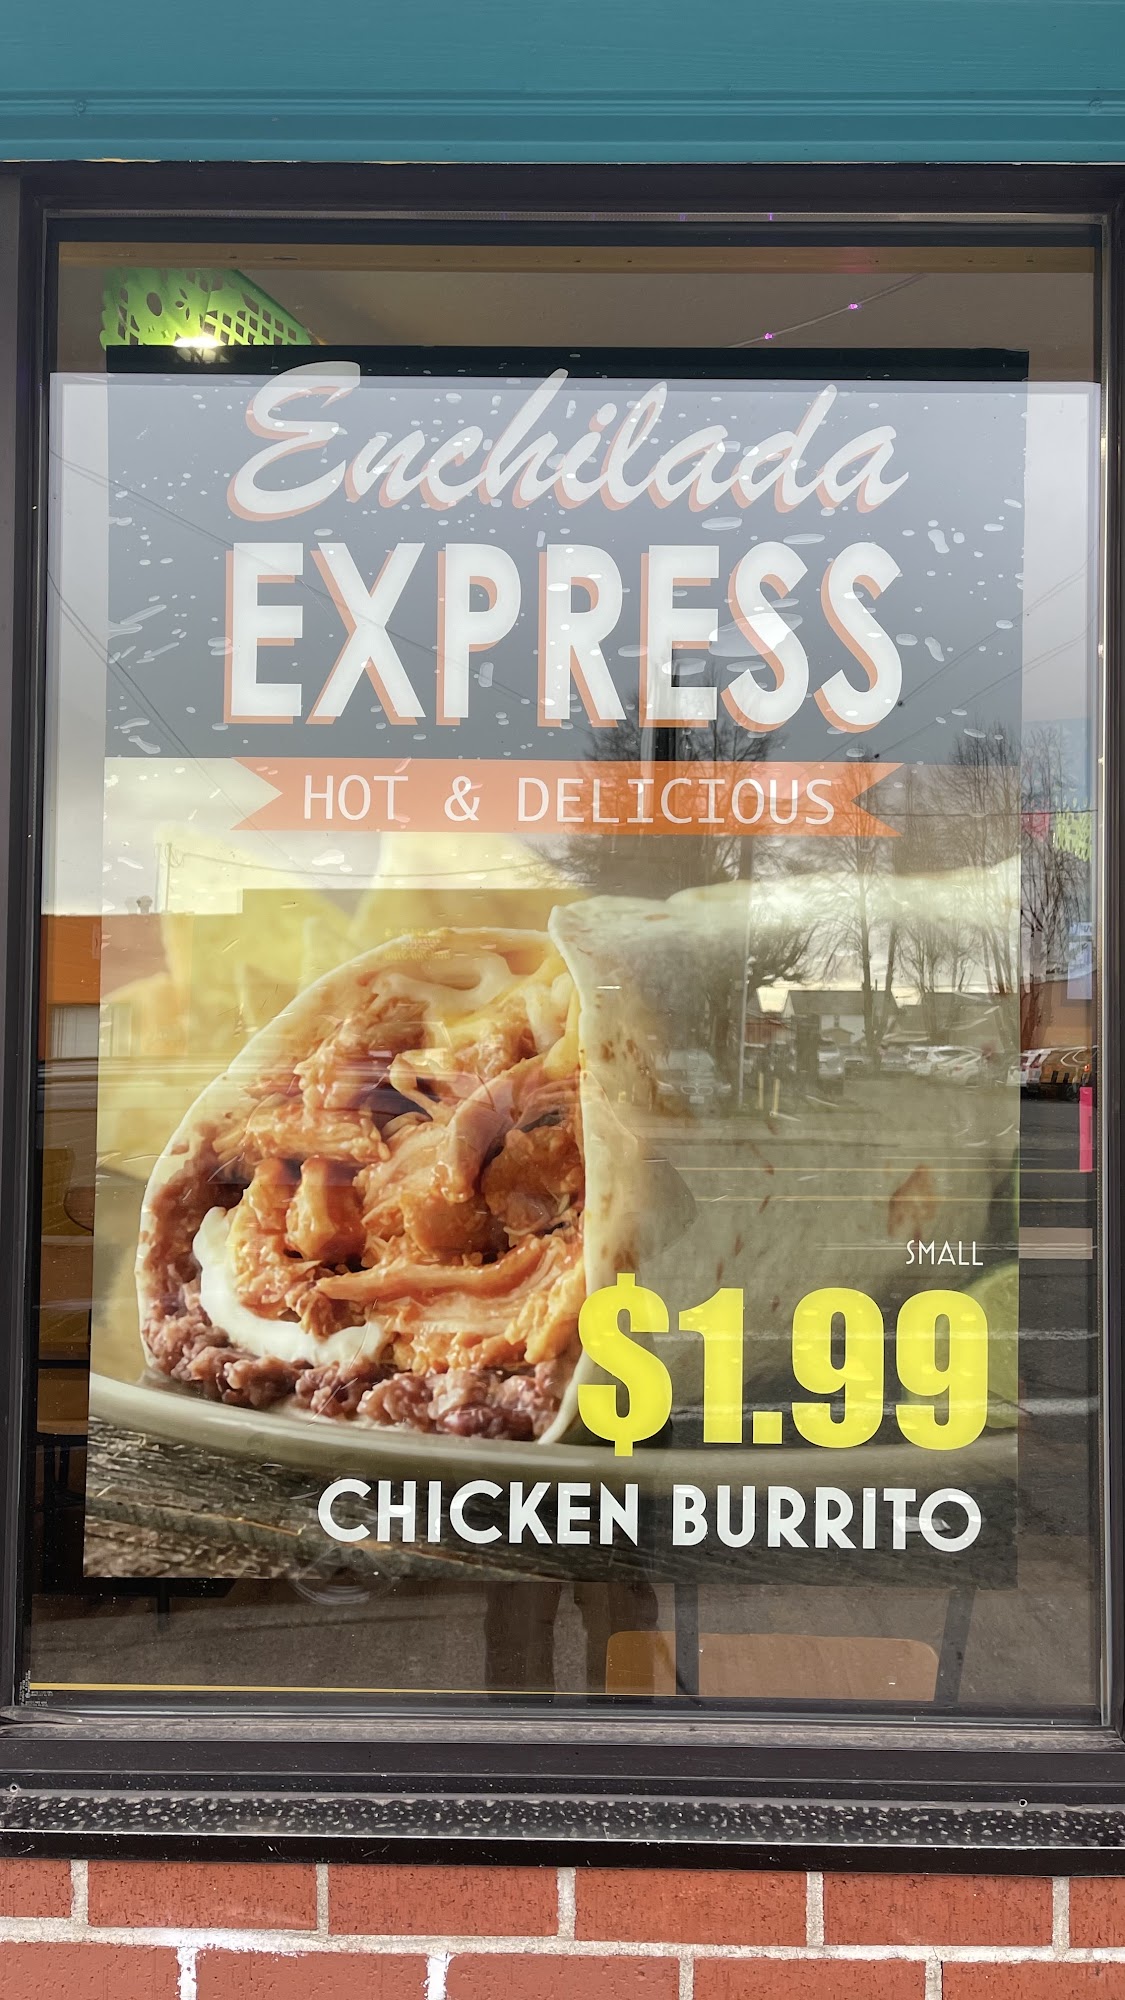 Enchilada
EXPRESS
HOT & DELICIOUS
SMALL
$1.99
CHICKEN BURRITO